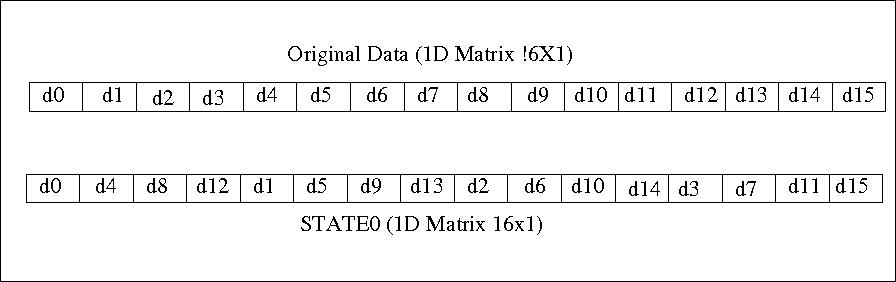 Original Data (1D Matrix !6X1)
d0 d1 d2 d3 d4 d5 d6 d7 d8 d9 d10 d11 d12 d13 d14 d15
d0 d4 d8 d12 d1 d5 d9 d13 d2 d6 d10 d14 d3 d7 d11 d15
STATE0 (1D Matrix 16x1)